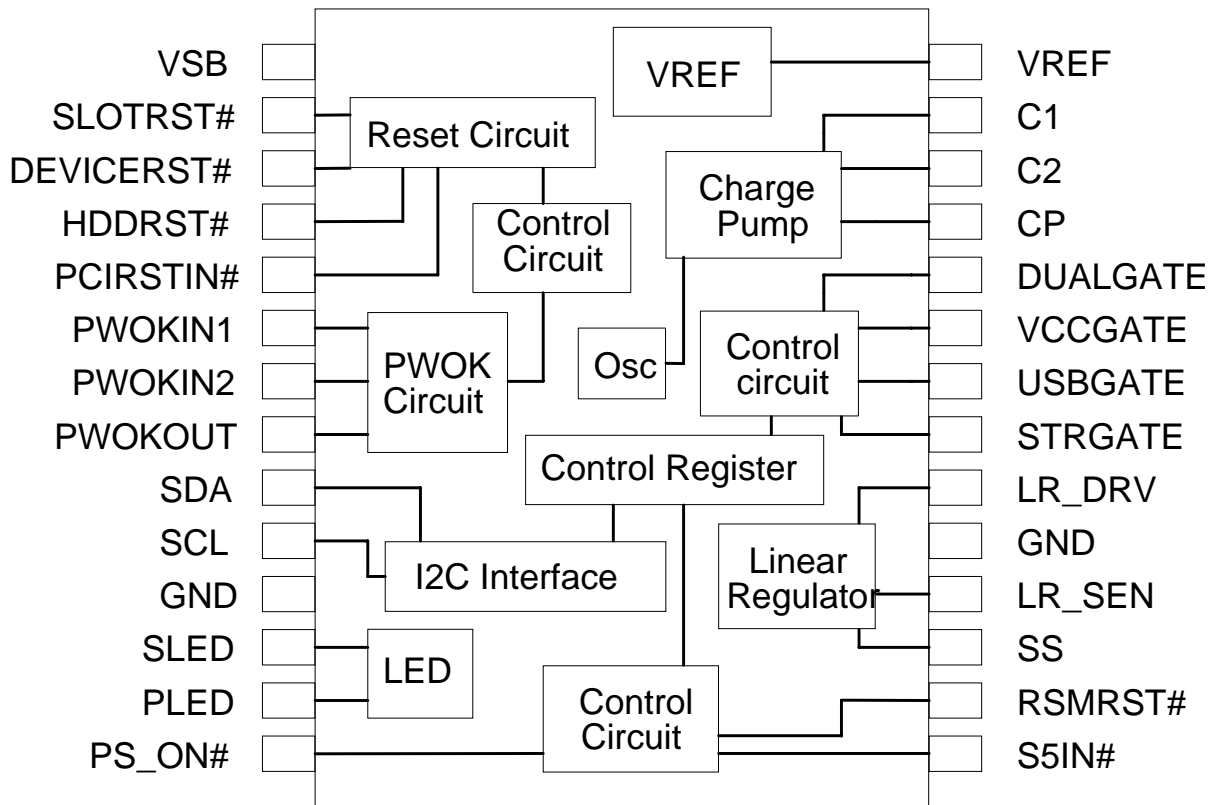 VSB
SLOTRST#
DEVICERST#
HDDRST#
PCIRSTIN#
PWOKIN1
PWOKIN2
PWOKOUT
SDA
SCL
GND
SLED
PLED
PS_ON#
VREF
Reset Circuit
Charge
Pump
Control
Circuit
PWOK
Circuit
Osc
Control
circuit
Control Register
I2C Interface
Linear
Regulator
LED
Control
Circuit
VREF
C1
C2
CP
DUALGATE
VCCGATE
USBGATE
STRGATE
LR_DRV
GND
LR_SEN
SS
RSMRST#
S5IN#